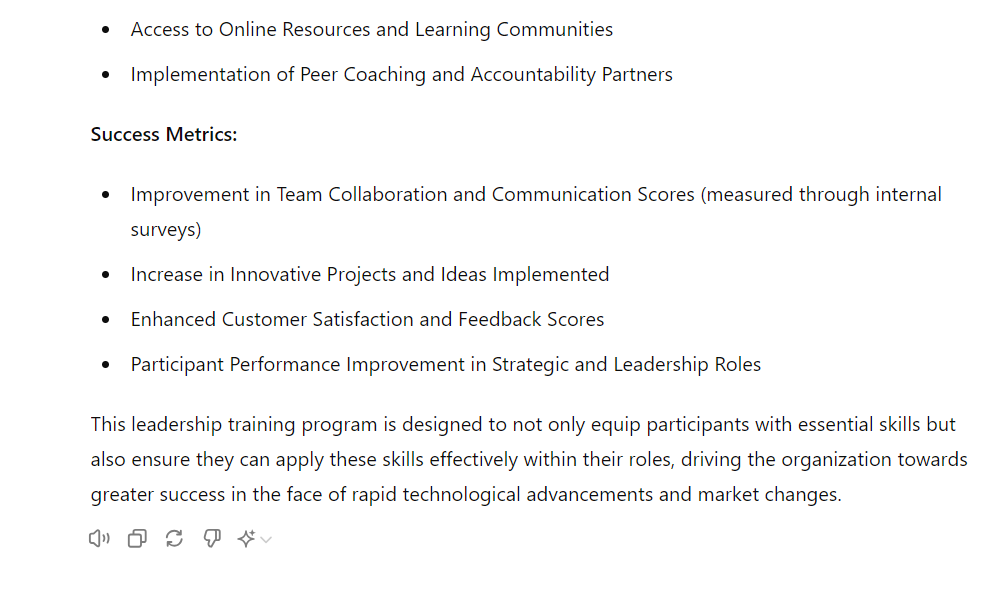 Access to Online Resources and Learning Communities
Implementation of Peer Coaching and Accountability Partners
Success Metrics:
Improvement in Team Collaboration and Communication Scores (measured through internal
surveys)
Increase in Innovative Projects and Ideas Implemented
Enhanced Customer Satisfaction and Feedback Scores
Participant Performance Improvement in Strategic and Leadership Roles
This leadership training program is designed to not only equip participants with essential skills but
also ensure they can apply these skills effectively within their roles, driving the organization towards
greater success in the face of rapid technological advancements and market changes.